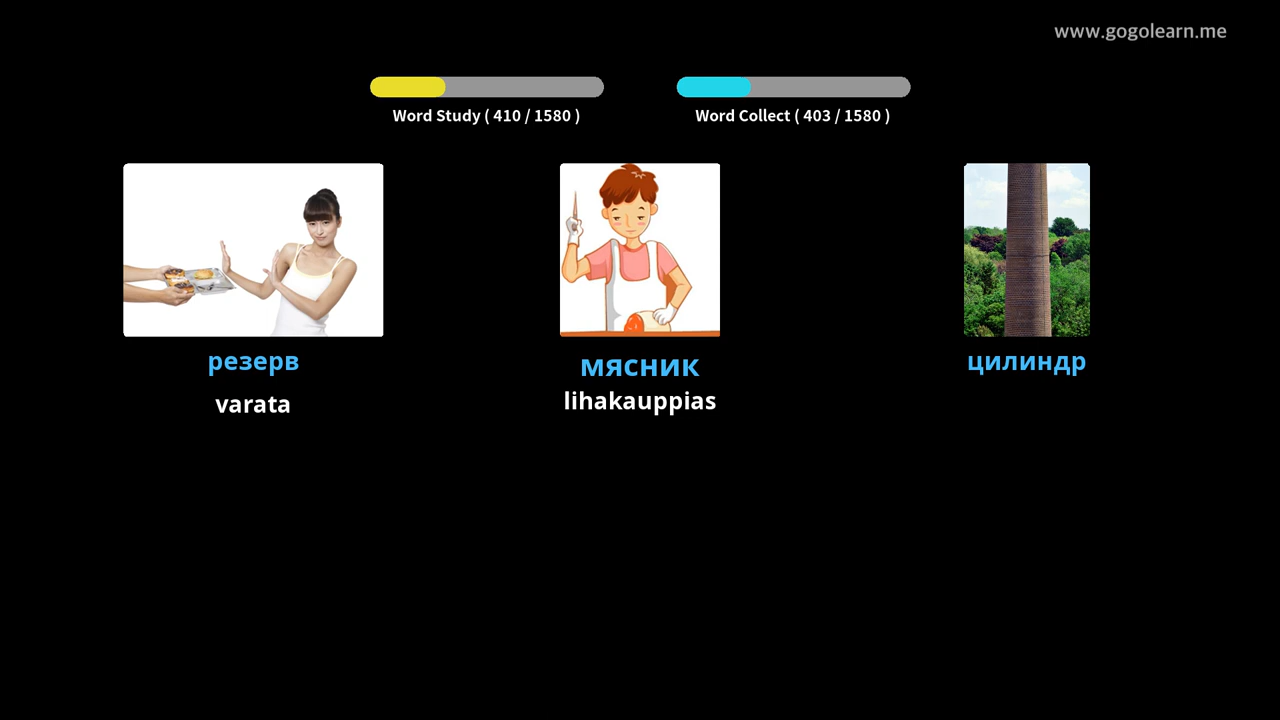 www.gogolearn.me
Word Study ( 410 / 1580 )
Word Collect ( 403 / 1580 )
резерв
varata
мясник
lihakauppias
цилиндр